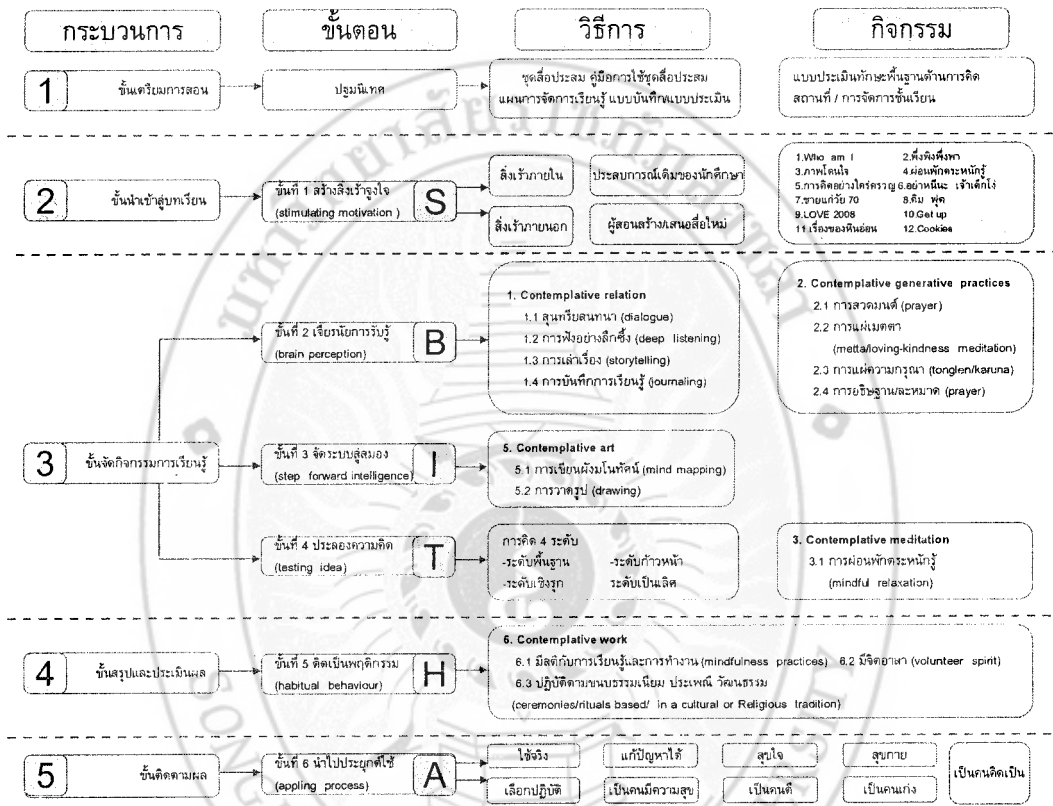 กระบวนการ
ขั้นตอน
วิธีการ
กิจกรรม
1
ขั้นเตรียมการสอน
ปฐมนิเทศ
ชุดสื่อประสม คู่มือการใช้ชุดสื่อประสม
แผนการจัดการเรียนรู้ แบบบันทึก/แบบประเมิน
แบบประเมินทักษะพื้นฐานด้านการคิด
สถานที่ / การจัดการชั้นเรียน
2
ขั้นนำเข้าสู่บทเรียน
ขั้นที่ 1 สร้างสิ่งเร้าจูงใจ
(stimulating motivation )
S
สิ่งเร้าภายใน
ประสบการณ์เดิมของนักศึกษา
สิ่งเร้าภายนอก
ผู้สอนสร้าง/เสนอสื่อใหม่
1.Who am I 2.พึ่งพิงพึ่งพา
3.ภาพโดนใจ 4.ผ่อนพักตระหนักรู้
5.การคิดอย่างใคร่ครวญ 6.อย่าหนีนะ เจ้าเด็กโง่
7.ชายแก่วัย 70 8.คิม พุค
9.LOVE 2008 10.Get up
11.เรื่องของหินอ่อน 12.Cookies
3
ขั้นจัดกิจกรรมการเรียนรู้
ขั้นที่ 2 เจียรนัยการรับรู้
(brain perception)
B
1. Contemplative relation
1.1 สุนทรียสนทนา (dialogue)
1.2 การฟังอย่างลึกซึ้ง (deep listening)
1.3 การเล่าเรื่อง (storytelling)
1.4 การบันทึกการเรียนรู้ (journaling)
2. Contemplative generative practices
2.1 การสวดมนต์ (prayer)
2.2 การแผ่เมตตา
(metta/loving-kindness meditation)
2.3 การแผ่ความกรุณา (tonglen/karuna)
2.4 การอธิษฐาน/ละหมาด (prayer)
ขั้นที่ 3 จัดระบบสู่สมอง
(step forward intelligence)
I
5. Contemplative art
5.1 การเขียนผังมโนทัศน์ (mind mapping)
5.2 การวาดรูป (drawing)
ขั้นที่ 4 ประลองความคิด
(testing idea)
T
การคิด 4 ระดับ
-ระดับพื้นฐาน -ระดับก้าวหน้า
-ระดับเชิงรุก ระดับเป็นเลิศ
3. Contemplative meditation
3.1 การผ่อนพักตระหนักรู้
(mindful relaxation)
4
ขั้นสรุปและประเมินผล
ขั้นที่ 5 ติดเป็นพฤติกรรม
(habitual behaviour)
H
6. Contemplative work
6.1 มีสติกับการเรียนรู้และการทำงาน (mindfulness practices) 6.2 มีจิตอาสา (volunteer spirit)
6.3 ปฏิบัติตามขนบธรรมเนียม ประเพณี วัฒนธรรม
(ceremonies/rituals based/ in a cultural or Religious tradition)
5
ขั้นติดตามผล
ขั้นที่ 6 นำไปประยุกต์ใช้
(appling process)
A
ใช้จริง
แก้ปัญหาได้
สุขใจ
สุขกาย
เลือกปฏิบัติ
เป็นคนมีความสุข
เป็นคนดี
เป็นคนเก่ง
เป็นคนคิดเป็น